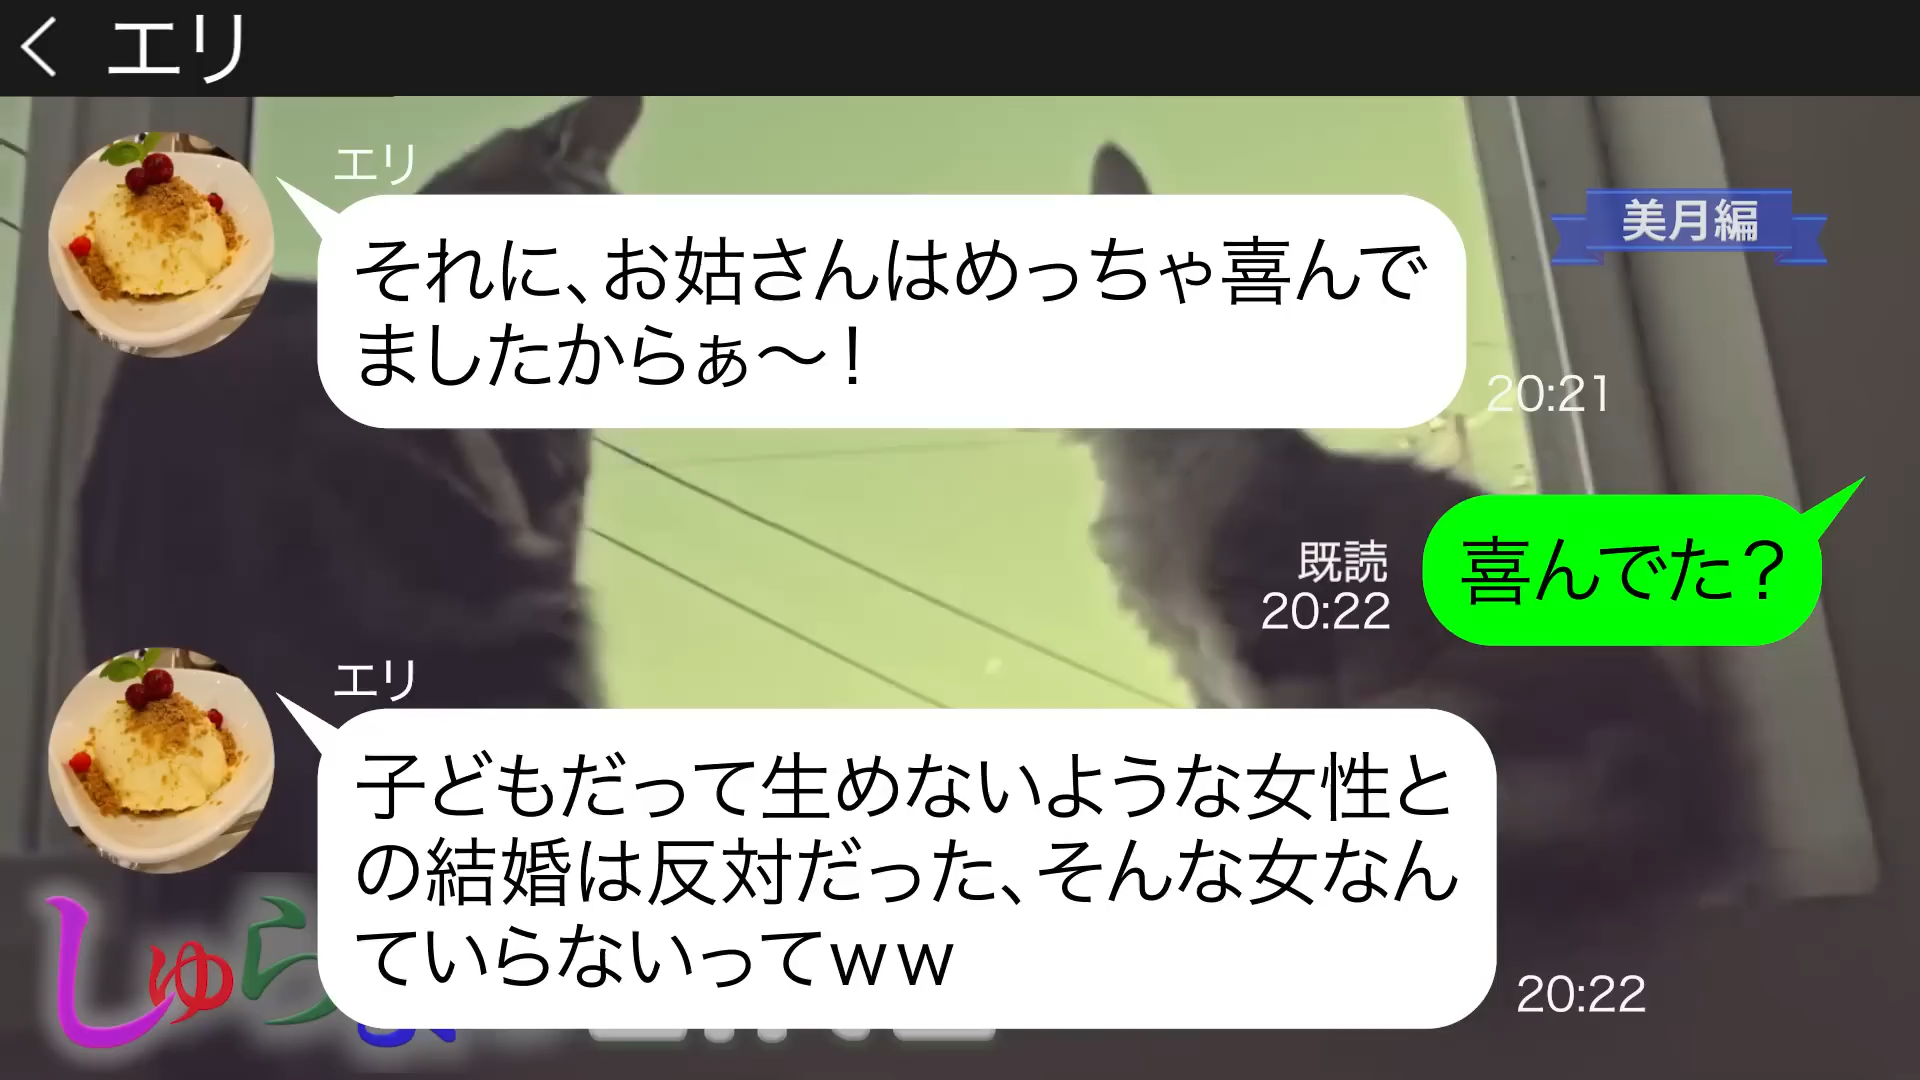 エリ
エリ
美月編
それに、お姑さんはめっちゃ喜んで
ましたからぁ〜！
20:21
喜んでた？
既読
20:22
エリ
子どもだって生めないような女性と
の結婚は反対だった、そんな女なん
ていらないってｗｗ
20:22
しゅら